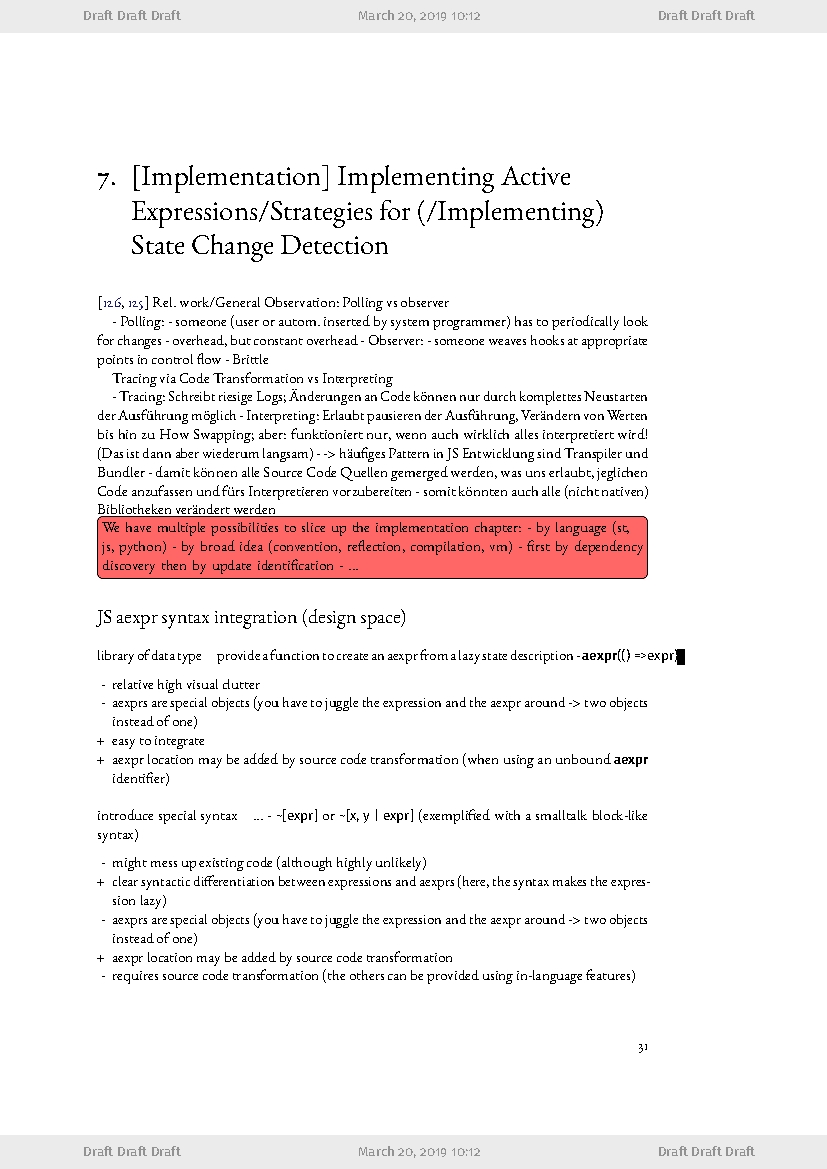 Draft Draft Draft March 20, 2019 10:12 Draft Draft Draft
7. [Implementation] Implementing Active
Expressions/Strategies for (/Implementing)
State Change Detection
[126, 125] Rel. work/General Observation: Polling vs observer
- Polling: - someone (user or autom. inserted by system programmer) has to periodically look
for changes - overhead, but constant overhead - Observer: - someone weaves hooks at appropriate
points in control flow - Brittle
Tracing via Code Transformation vs Interpreting
- Tracing: Schreibt riesige Logs; Änderungen an Code können nur durch komplettes Neustarten
der Ausführung möglich - Interpreting: Erlaubt pausieren der Ausführung, Verändern von Werten
bis hin zu How Swapping; aber: funktioniert nur, wenn auch wirklich alles interpretiert wird!
(Das ist dann aber wiederum langsam) - -> häufiges Pattern in JS Entwicklung sind Transpiler und
Bundler - damit können alle Source Code Quellen gemerged werden, was uns erlaubt, jeglichen
Code anzufassen und fürs Interpretieren vorzubereiten - somit könnten auch alle (nicht nativen)
Bibliotheken verändert werden
We have multiple possibilities to slice up the implementation chapter: - by language (st,
js, python) - by broad idea (convention, reflection, compilation, vm) - first by dependency
discovery then by update identification - ...
JS aexpr syntax integration (design space)
library of data type provide a function to create an aexpr from a lazy state description - aexpr(() =>expr)
- relative high visual clutter
- aexprs are special objects (you have to juggle the expression and the aexpr around -> two objects
instead of one)
+ easy to integrate
+ aexpr location may be added by source code transformation (when using an unbound aexpr
identifier)
introduce special syntax ... - ~[expr] or ~[x, y | expr] (exemplified with a smalltalk block-like
syntax)
- might mess up existing code (although highly unlikely)
+ clear syntactic differentiation between expressions and aexprs (here, the syntax makes the expres-
sion lazy)
- aexprs are special objects (you have to juggle the expression and the aexpr around -> two objects
instead of one)
+ aexpr location may be added by source code transformation
- requires source code transformation (the others can be provided using in-language features)
31
Draft Draft Draft March 20, 2019 10:12 Draft Draft Draft